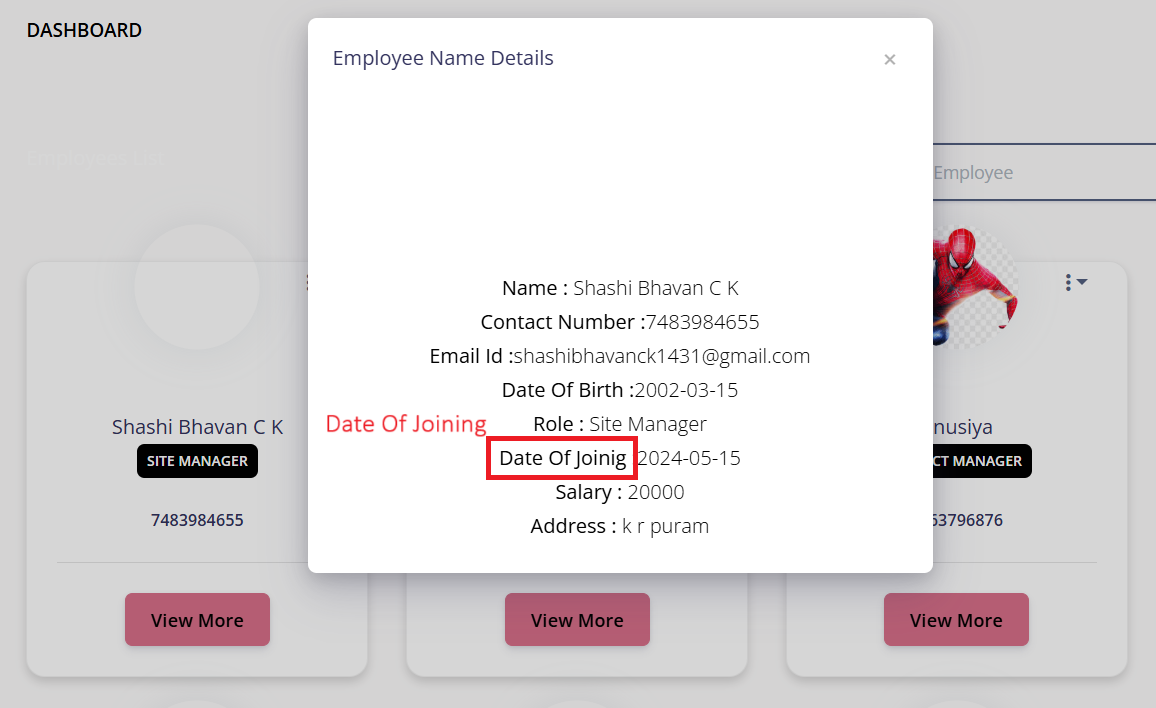 DASHBOARD
Employee Name Details
×
Employees List
Employee
Name : Shashi Bhavan C K
Contact Number :7483984655
Email Id :shashibhavanck1431@gmail.com
Date Of Birth :2002-03-15
Date Of Joining
Role : Site Manager
Date Of Joinig 2024-05-15
Salary : 20000
Address : k r puram
Shashi Bhavan C K
SITE MANAGER
7483984655
View More
View More
nusiya
CT MANAGER
63796876
View More